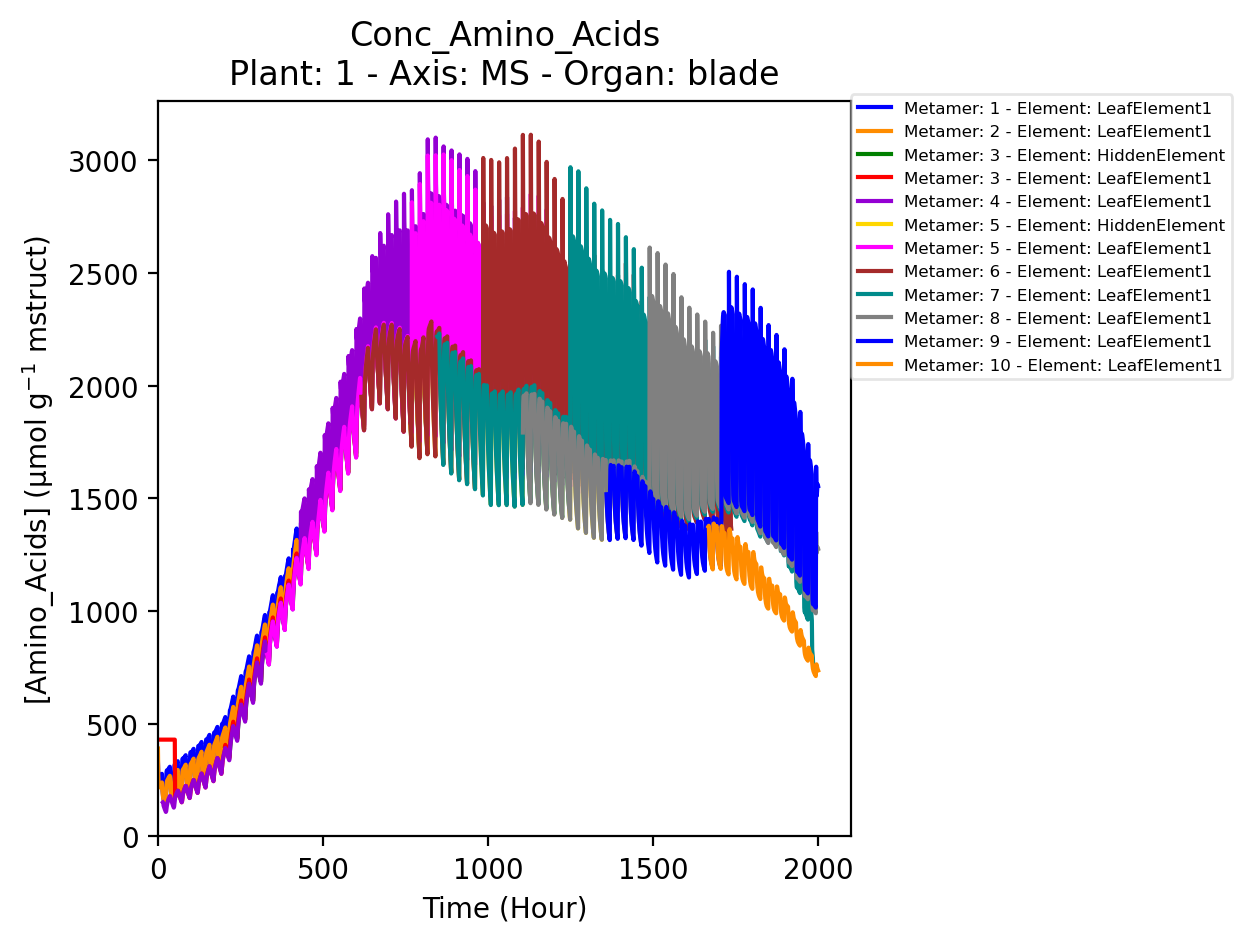 Conc_Amino_Acids
Plant: 1 - Axis: MS - Organ: blade
[Amino_Acids] (µmol g⁻¹ mstruct)
3000
2500
2000
1500
1000
500
0
0 500 1000 1500 2000
Time (Hour)
Metamer: 1 - Element: LeafElement1
Metamer: 2 - Element: LeafElement1
Metamer: 3 - Element: HiddenElement
Metamer: 3 - Element: LeafElement1
Metamer: 4 - Element: LeafElement1
Metamer: 5 - Element: HiddenElement
Metamer: 5 - Element: LeafElement1
Metamer: 6 - Element: LeafElement1
Metamer: 7 - Element: LeafElement1
Metamer: 8 - Element: LeafElement1
Metamer: 9 - Element: LeafElement1
Metamer: 10 - Element: LeafElement1